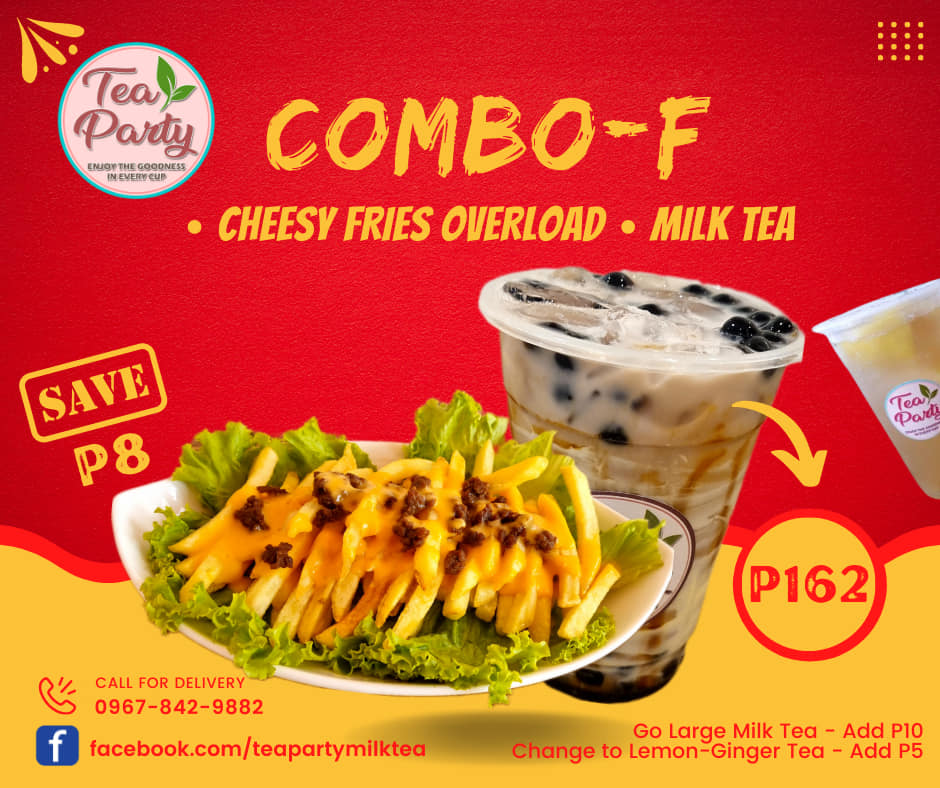 Tea
Party
ENJOY THE GOODNESS
IN EVERY CUP
COMBO-F
• CHEESY FRIES OVERLOAD • MILK TEA
SAVE
P8
Tea
Party
P162
CALL FOR DELIVERY
0967-842-9882
facebook.com/teapartymilktea
Go Large Milk Tea - Add P10
Change to Lemon-Ginger Tea - Add P5